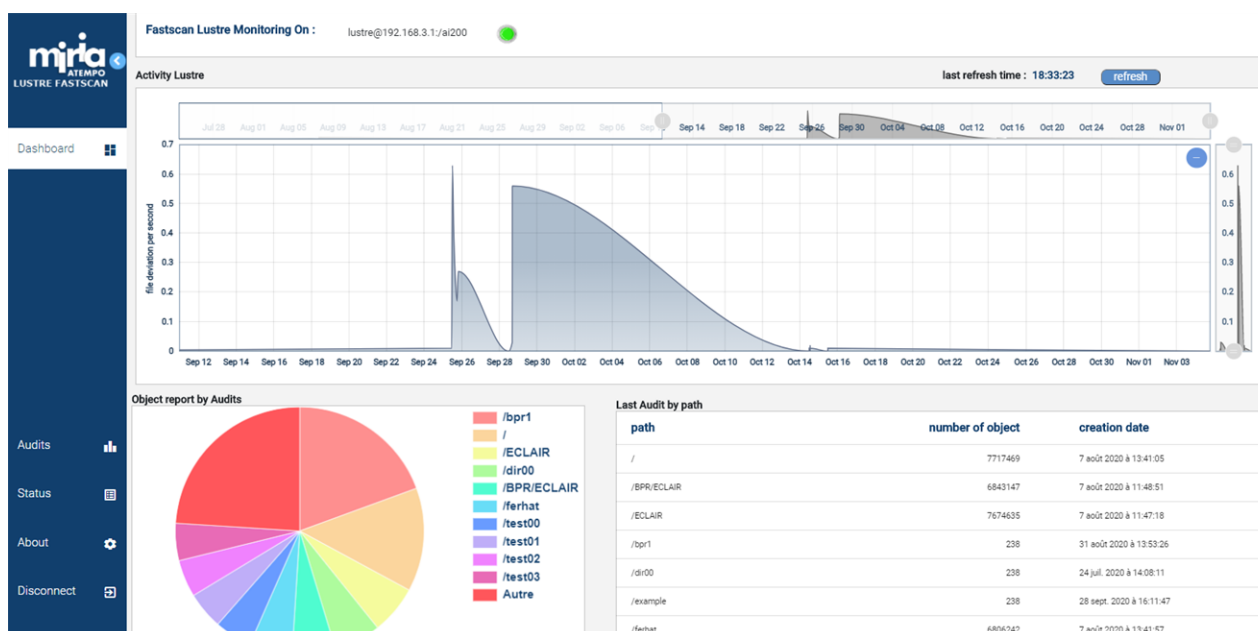 Fastscan Lustre Monitoring On :
lustre@192.168.3.1:/ai200
miria
ATEMPO
LUSTRE FASTSCAN
Activity Lustre
last refresh time : 18:33:23
refresh
Jul 28 Aug 01 Aug 05 Aug 09 Aug 13 Aug 17 Aug 21 Aug 25 Aug 29 Sep 02 Sep 06 Sep Sep 14 Sep 18 Sep 22 Sep 26 Sep 30 Oct 04 Oct 08 Oct 12 Oct 16 Oct 20 Oct 24 Oct 28 Nov 01
Dashboard
file deviation per second
0.7
0.6
0.5
0.4
0.3
0.2
0.1
0
0.6
0.5
0.4
0.3
0.2
0.1
Sep 12 Sep 14 Sep 16 Sep 18 Sep 20 Sep 22 Sep 24 Sep 26 Sep 28 Sep 30 Oct 02 Oct 04 Oct 06 Oct 08 Oct 10 Oct 12 Oct 14 Oct 16 Oct 18 Oct 20 Oct 22 Oct 24 Oct 26 Oct 28 Oct 30 Nov 01 Nov 03
Audits
Status
About
Disconnect
Object report by Audits
/bpr1
/
/ECLAIR
/dir00
/BPR/ECLAIR
/ferhat
/test00
/test01
/test02
/test03
Autre
Last Audit by path
path number of object creation date
/ 7717469 7 août 2020 à 13:41:05
/BPR/ECLAIR 6843147 7 août 2020 à 11:48:51
/ECLAIR 7674635 7 août 2020 à 11:47:18
/bpr1 238 31 août 2020 à 13:53:26
/dir00 238 24 juil. 2020 à 14:08:11
/example 238 28 sept. 2020 à 16:11:47
/ferhat 6806242 7 août 2020 à 13:41:57